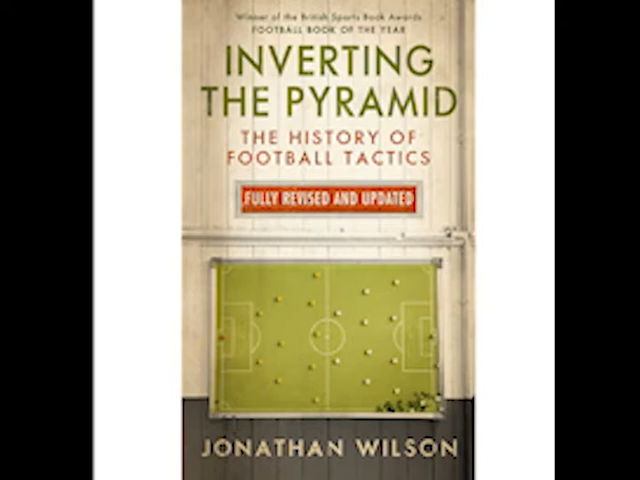 Winner of the British Sports Book Awards
FOOTBALL BOOK OF THE YEAR
INVERTING
THE PYRAMID
THE HISTORY OF
FOOTBALL TACTICS
FULLY REVISED AND UPDATED
JONATHAN WILSON